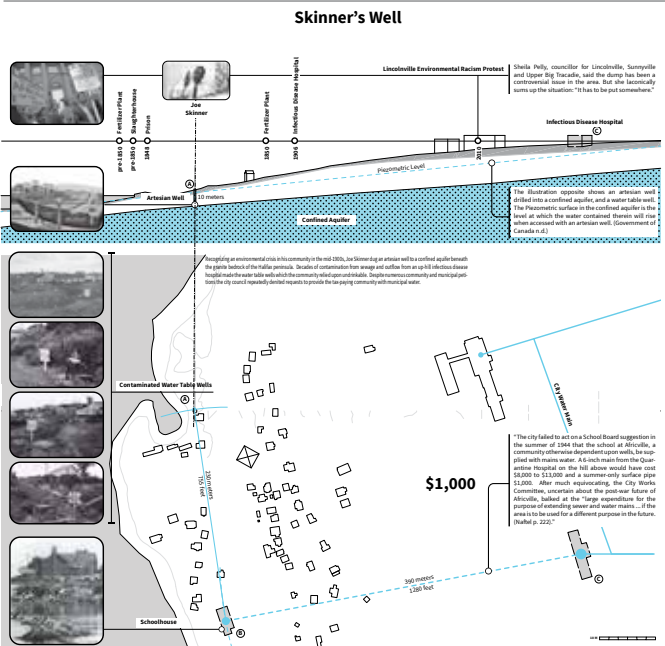 Skinner's Well
Lincolnville Environmental Racism Protest
Sheila Pelly, councillor for Lincolnville, Sunnyville
and Upper Big Tracadie, said the dump has been a
controversial issue in the area. But she laconically
sums up the situation: "It has to be put somewhere."
Joe
Skinner
Fertilizer Plant
pre-1850
Slaughterhouse
pre-1850
Prison
1848
Fertilizer Plant
1850
Infectious Disease Hospital
1906
2010
Infectious Disease Hospital
C
A
Artesian Well
10 meters
Piezometric Level
Confined Aquifer
The illustration opposite shows an artesian well
drilled into a confined aquifer, and a water table well.
The Piezometric surface in the confined aquifer is the
level at which the water contained therein will rise
when accessed with an artesian well. (Government of
Canada n.d.)
Recognizing an environmental crisis in his community in the mid-1900s, Joe Skinner dug an artesian well to a confined aquifer beneath
the granite bedrock of the Halifax peninsula. Decades of contamination from sewage and outflow from an up-hill infectious disease
hospital made the water table wells which the community relied upon undrinkable. Despite numerous community and municipal peti-
tions the city council repeatedly denited requests to provide the tax-paying community with municipal water.
Contaminated Water Table Wells
A
City Water Main
230 meters
755 feet
$1,000
"The city failed to act on a School Board suggestion in
the summer of 1944 that the school at Africville, a
community otherwise dependent upon wells, be sup-
plied with mains water. A 6-inch main from the Quar-
antine Hospital on the hill above would have cost
$8,000 to $13,000 and a summer-only surface pipe
$1,000. After much equivocating, the City Works
Committee, uncertain about the post-war future of
Africville, balked at the "large expenditure for the
purpose of extending sewer and water mains ... if the
area is to be used for a different purpose in the future.
(Naftel p. 222)."
390 meters
1280 feet
C
Schoolhouse
B